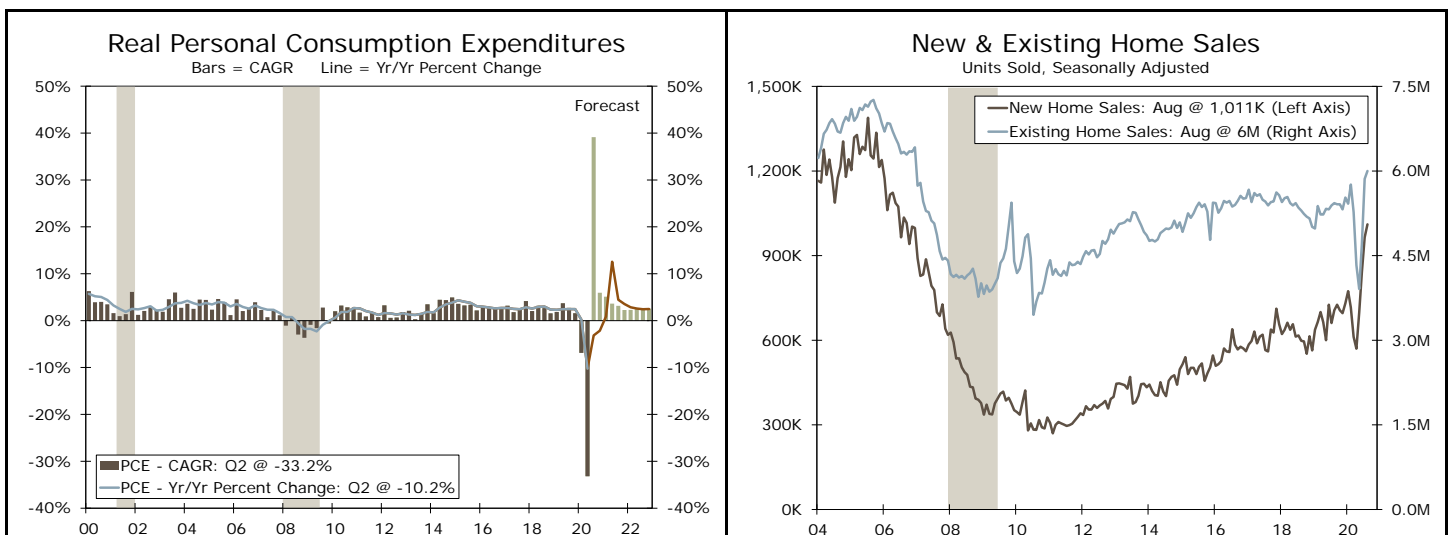 Real Personal Consumption Expenditures
Bars = CAGR Line = Yr/Yr Percent Change
50%
40%
30%
20%
10%
0%
-10%
-20%
-30%
-40%
50%
40%
30%
20%
10%
0%
-10%
-20%
-30%
-40%
Forecast
PCE - CAGR: Q2 @ -33.2%
PCE - Yr/Yr Percent Change: Q2 @ -10.2%
00 02 04 06 08 10 12 14 16 18 20 22
New & Existing Home Sales
Units Sold, Seasonally Adjusted
1,500K
1,200K
900K
600K
300K
0K
7.5M
6.0M
4.5M
3.0M
1.5M
0.0M
New Home Sales: Aug @ 1,011K (Left Axis)
Existing Home Sales: Aug @ 6M (Right Axis)
04 06 08 10 12 14 16 18 20